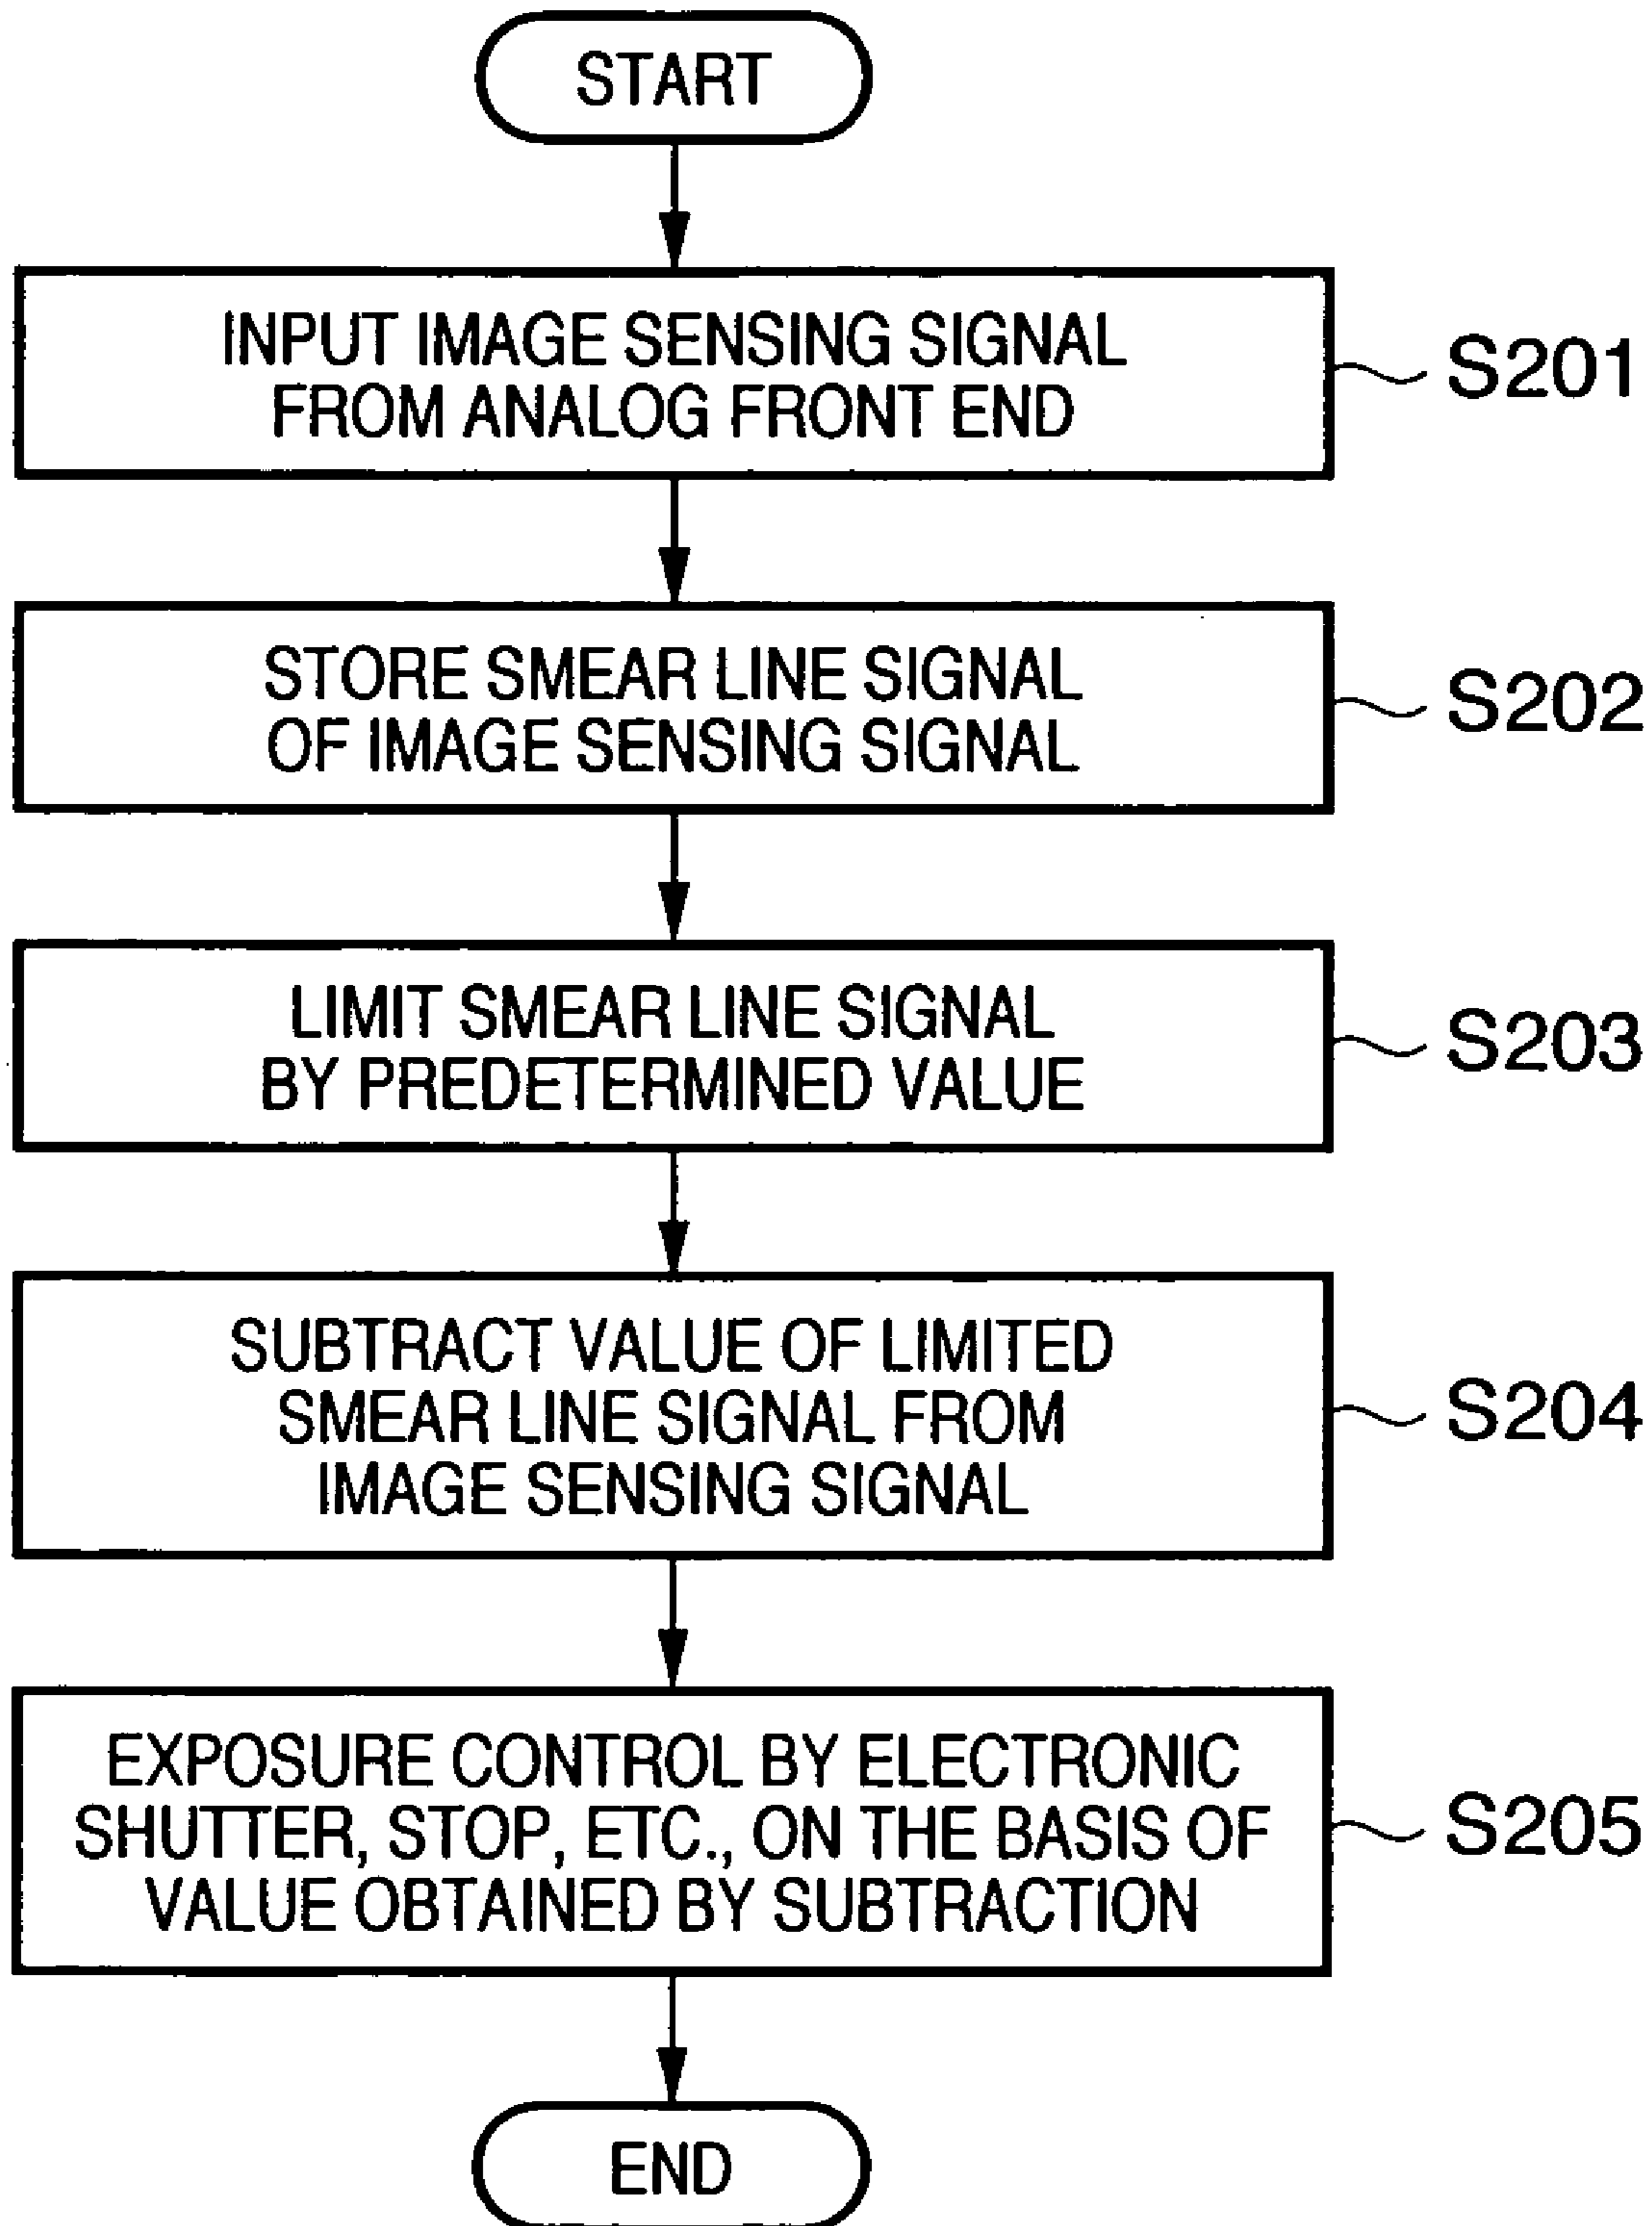 START
INPUT IMAGE SENSING SIGNAL
FROM ANALOG FRONT END
S201
STORE SMEAR LINE SIGNAL
OF IMAGE SENSING SIGNAL
S202
LIMIT SMEAR LINE SIGNAL
BY PREDETERMINED VALUE
S203
SUBTRACT VALUE OF LIMITED
SMEAR LINE SIGNAL FROM
IMAGE SENSING SIGNAL
S204
EXPOSURE CONTROL BY ELECTRONIC
SHUTTER, STOP, ETC., ON THE BASIS OF
VALUE OBTAINED BY SUBTRACTION
S205
END